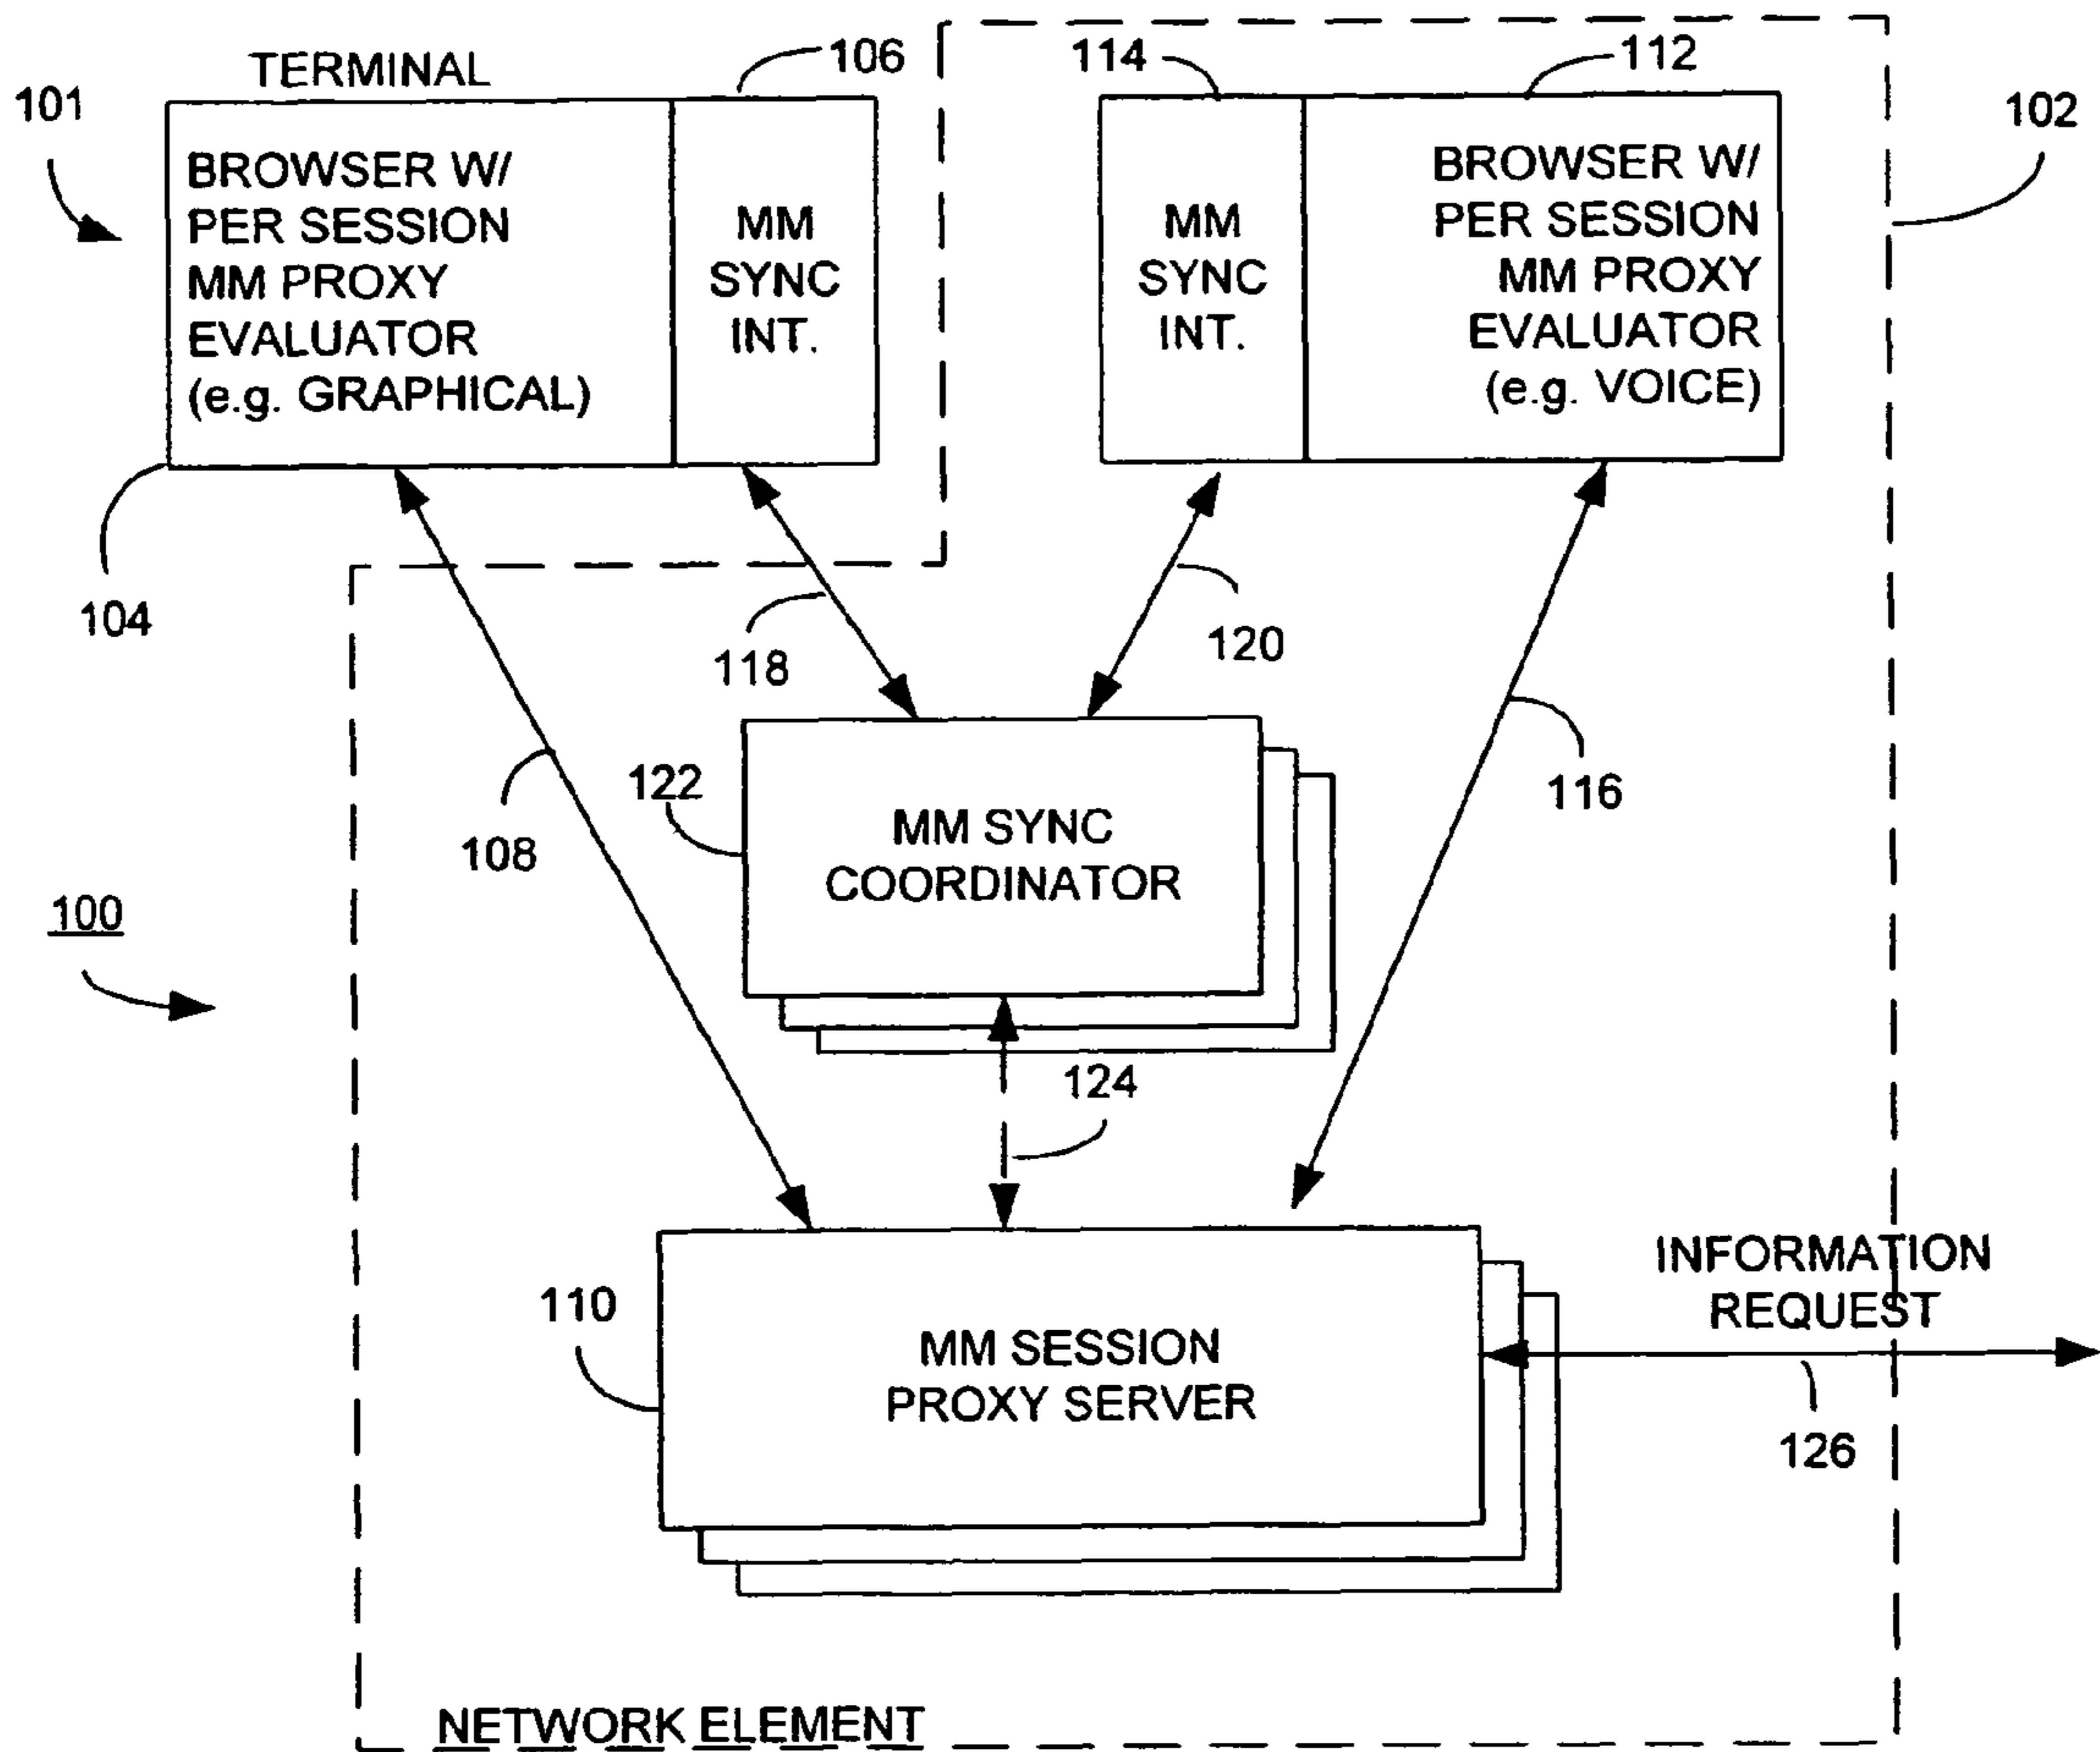 TERMINAL
106
114
112
101
102
BROWSER W/
PER SESSION
MM PROXY
EVALUATOR
(e.g. GRAPHICAL)
MM
SYNC
INT.
MM
SYNC
INT.
BROWSER W/
PER SESSION
MM PROXY
EVALUATOR
(e.g. VOICE)
104
118
120
116
108
122
MM SYNC
COORDINATOR
100
124
110
MM SESSION
PROXY SERVER
INFORMATION
REQUEST
126
NETWORK ELEMENT